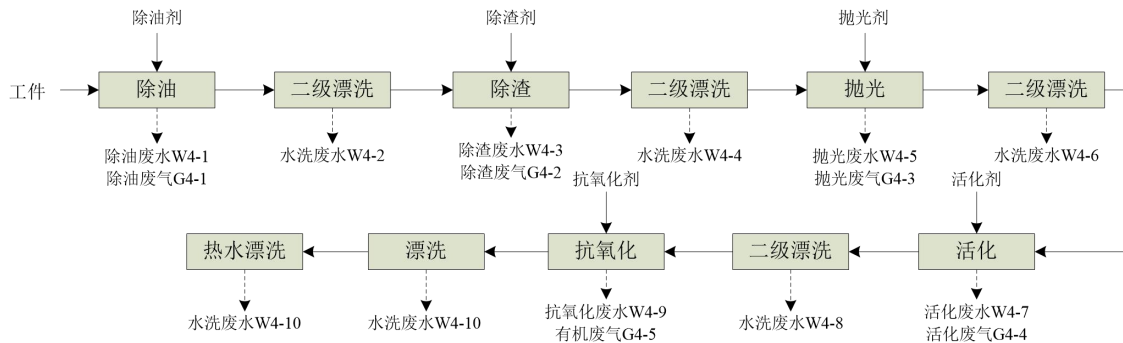 除油剂
除渣剂
抛光剂
工件
除油
二级漂洗
除渣
二级漂洗
抛光
二级漂洗
除油废水W4-1
除油废气G4-1
水洗废水W4-2
除渣废水W4-3
除渣废气G4-2
水洗废水W4-4
抛光废水W4-5
抛光废气G4-3
水洗废水W4-6
抗氧化剂
活化剂
热水漂洗
漂洗
抗氧化
二级漂洗
活化
水洗废水W4-10
水洗废水W4-10
抗氧化废水W4-9
有机废气G4-5
水洗废水W4-8
活化废水W4-7
活化废气G4-4